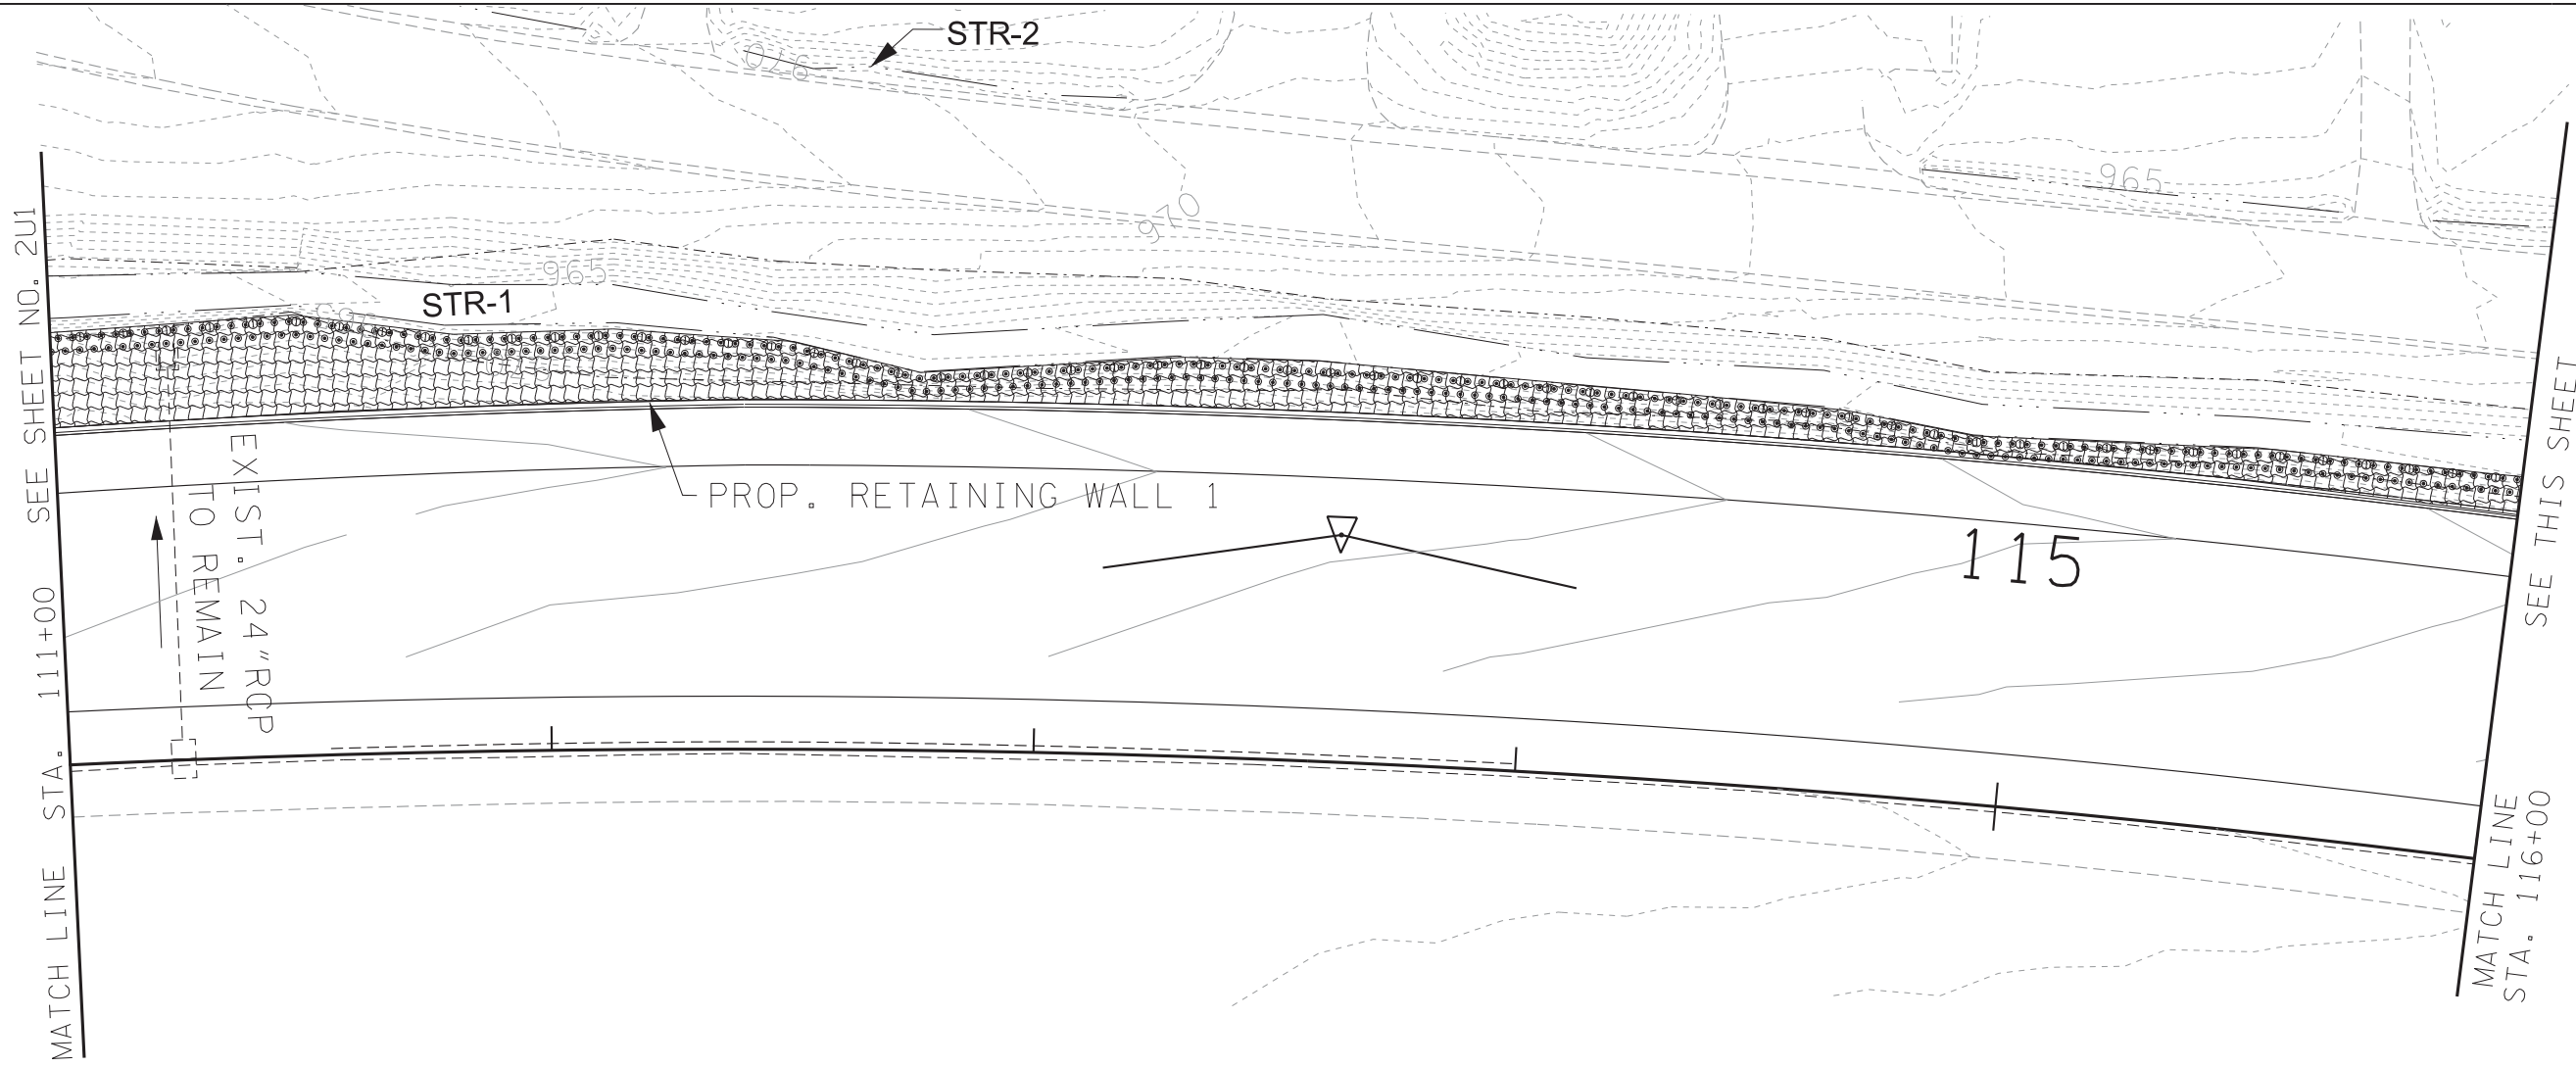 STR-2
970
965
970
965
STR-1
PROP. RETAINING WALL 1
EXIST. 24"RCP
TO REMAIN
115
MATCH LINE STA. 111+00 SEE SHEET NO. 2U1
SEE THIS SHEET
MATCH LINE
STA. 116+00